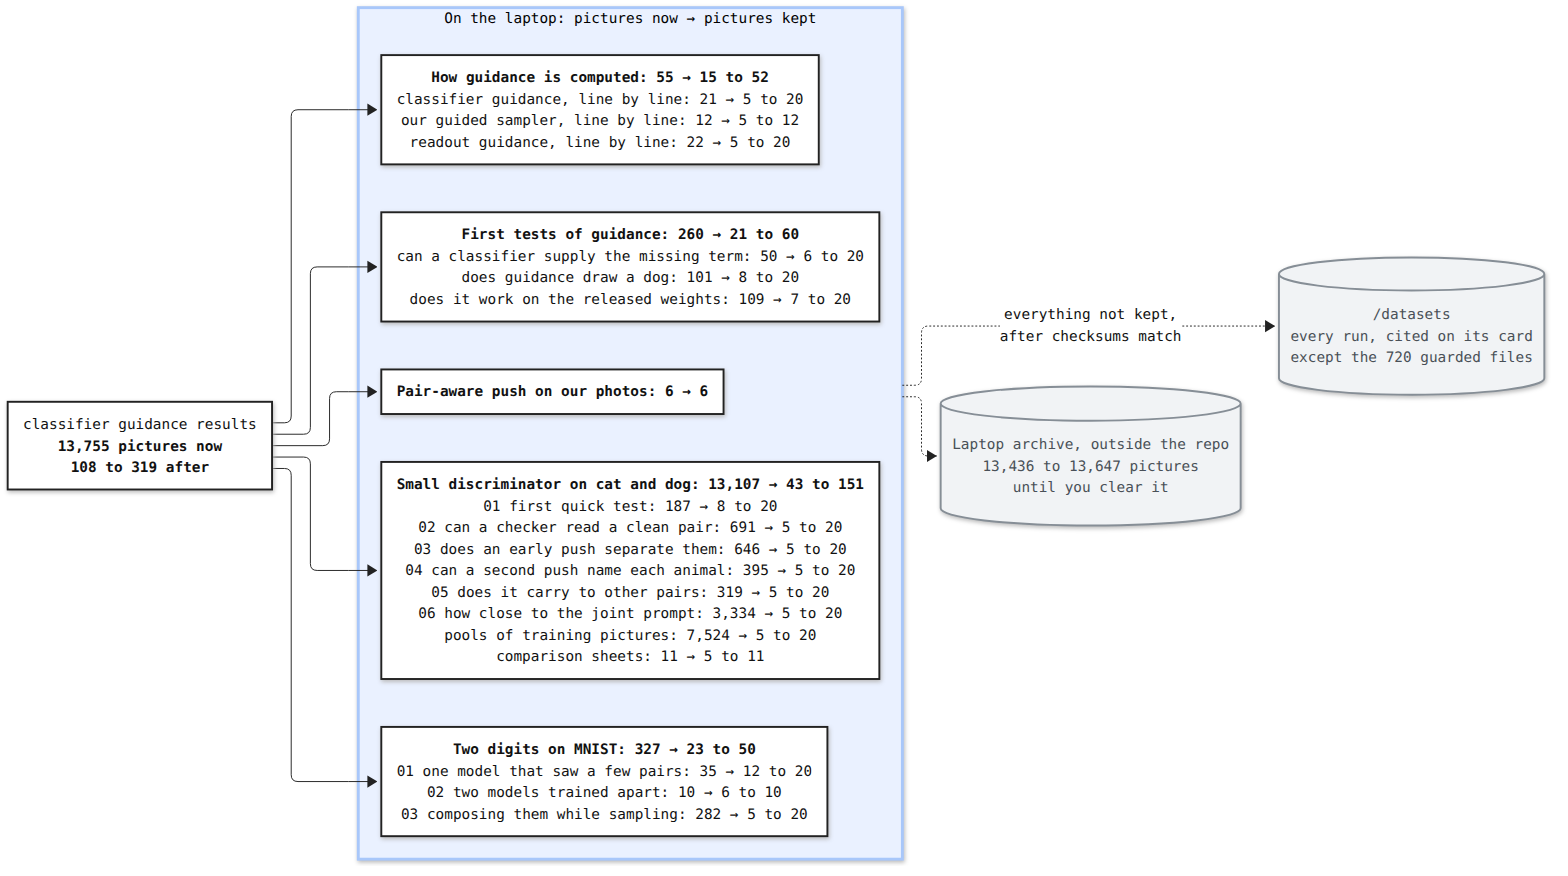 On the laptop: pictures now → pictures kept
How guidance is computed: 55 → 15 to 52
classifier guidance, line by line: 21 → 5 to 20
our guided sampler, line by line: 12 → 5 to 12
readout guidance, line by line: 22 → 5 to 20
First tests of guidance: 260 → 21 to 60
can a classifier supply the missing term: 50 → 6 to 20
does guidance draw a dog: 101 → 8 to 20
does it work on the released weights: 109 → 7 to 20
Pair-aware push on our photos: 6 → 6
classifier guidance results
13,755 pictures now
108 to 319 after
Small discriminator on cat and dog: 13,107 → 43 to 151
01 first quick test: 187 → 8 to 20
02 can a checker read a clean pair: 691 → 5 to 20
03 does an early push separate them: 646 → 5 to 20
04 can a second push name each animal: 395 → 5 to 20
05 does it carry to other pairs: 319 → 5 to 20
06 how close to the joint prompt: 3,334 → 5 to 20
pools of training pictures: 7,524 → 5 to 20
comparison sheets: 11 → 5 to 11
Two digits on MNIST: 327 → 23 to 50
01 one model that saw a few pairs: 35 → 12 to 20
02 two models trained apart: 10 → 6 to 10
03 composing them while sampling: 282 → 5 to 20
everything not kept,
after checksums match
/datasets
every run, cited on its card
except the 720 guarded files
Laptop archive, outside the repo
13,436 to 13,647 pictures
until you clear it